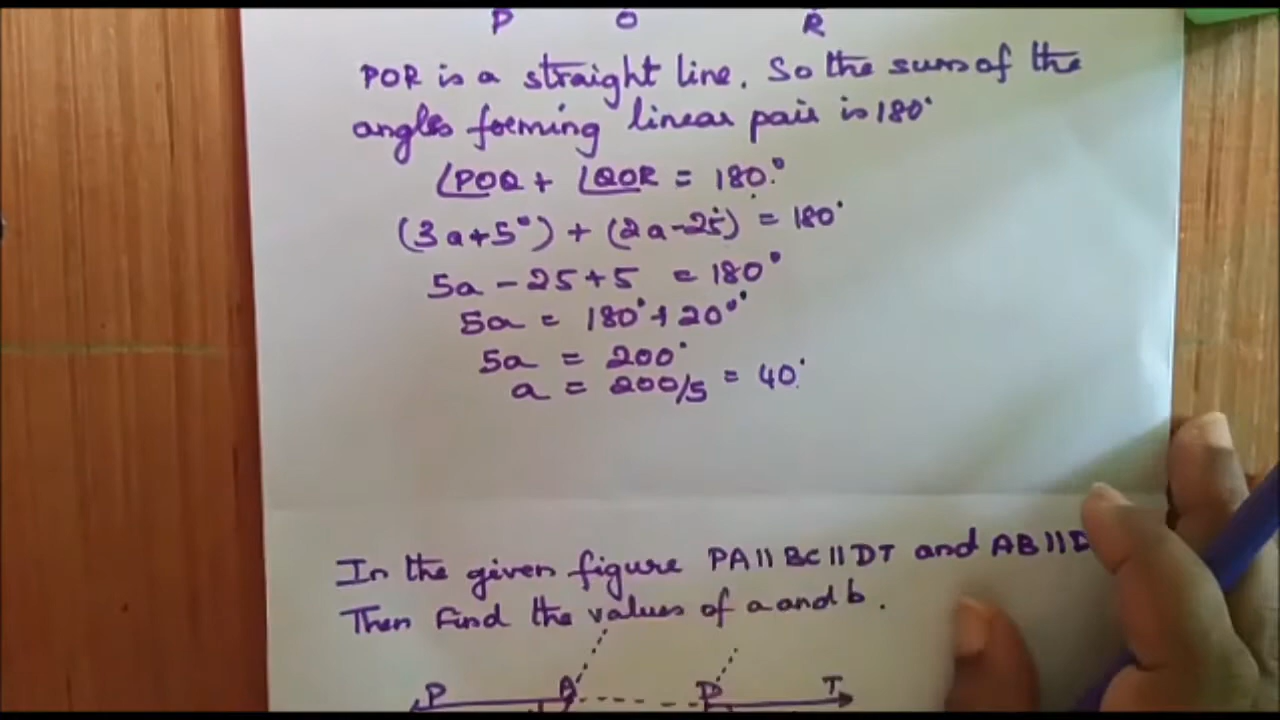 P O R
POR is a straight line. So the sum of the
angles forming linear pair is 180°
∠POQ + ∠QOR = 180°
(3a+5°) + (2a-25°) = 180°
5a - 25 + 5 = 180°
5a = 180° + 20°
5a = 200°
a = 200/5 = 40°
In the given figure PA || BC || DT and AB ||
Then find the values of a and b.
P A D T